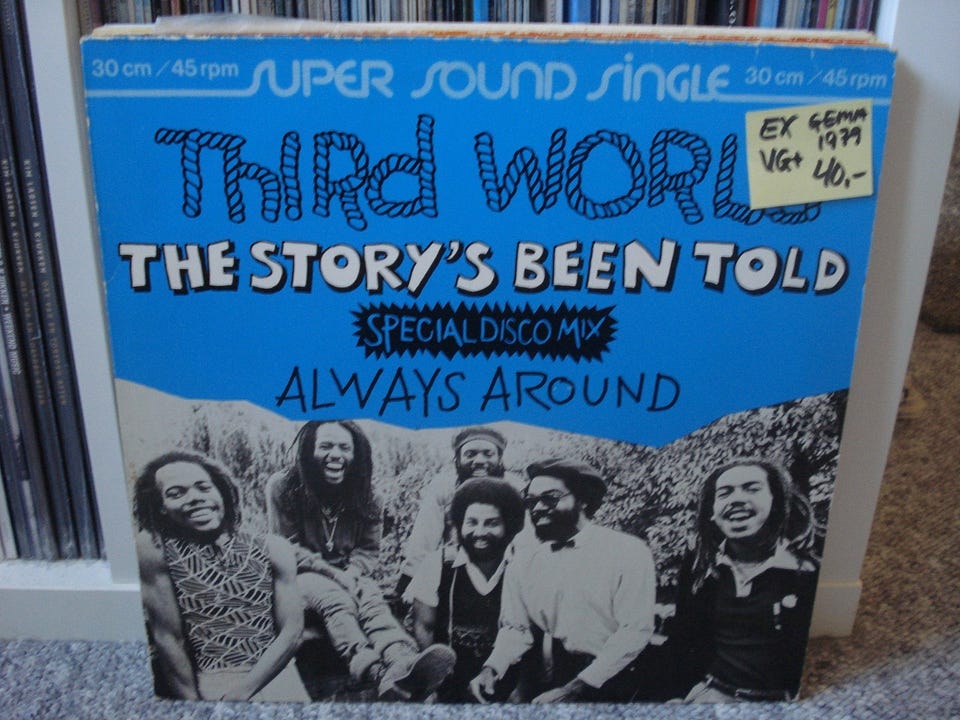 30 cm / 45 rpm SUPER SOUND SINGLE 30 cm / 45 rpm
THIRD WORL
EX GEMA
1979
VG+ 40,-
THE STORY'S BEEN TOLD
SPECIAL DISCO MIX
ALWAYS AROUND